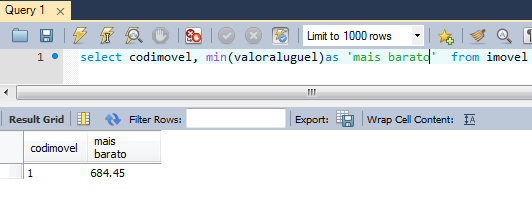 Query 1
Limit to 1000 rows
1 select codimovel, min(valoraluguel)as 'mais barato' from imovel
Result Grid Filter Rows: Export: Wrap Cell Content:
codimovel mais
barato
1 684.45